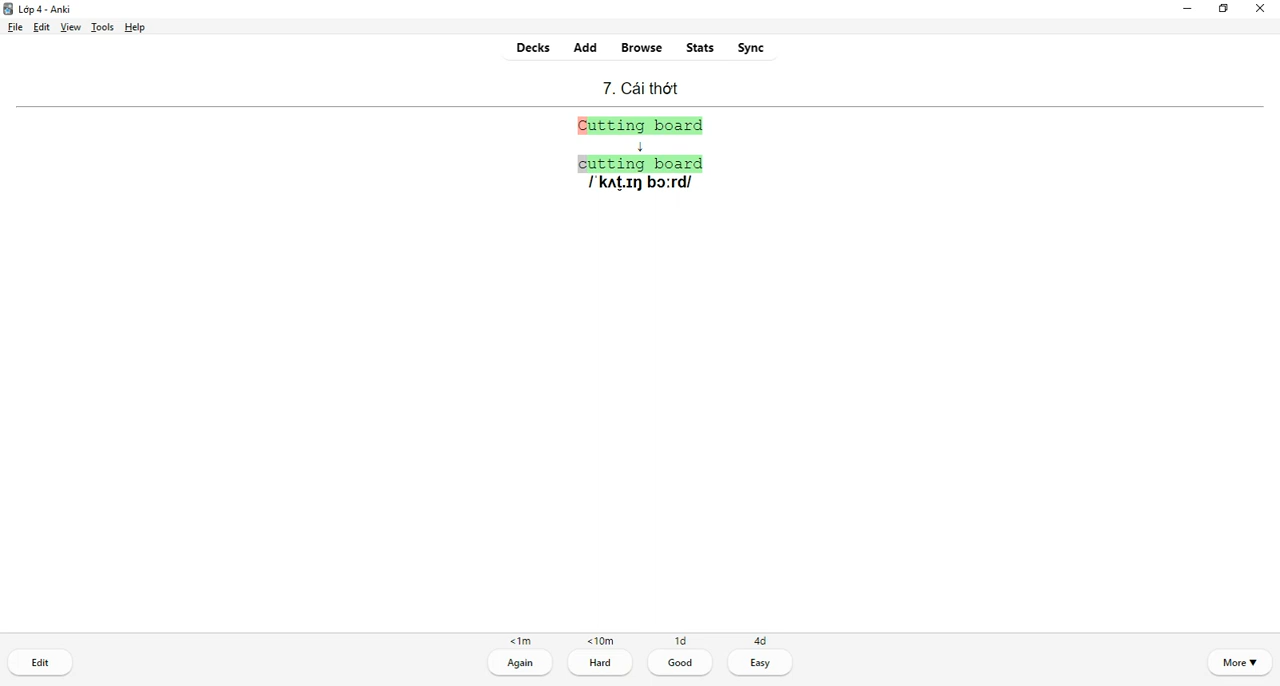 Lớp 4 - Anki
File Edit View Tools Help
Decks Add Browse Stats Sync
7. Cái thớt
Cutting board
↓
cutting board
/ˈkʌt̬.ɪŋ bɔːrd/
<1m <10m 1d 4d
Edit Again Hard Good Easy More ▼